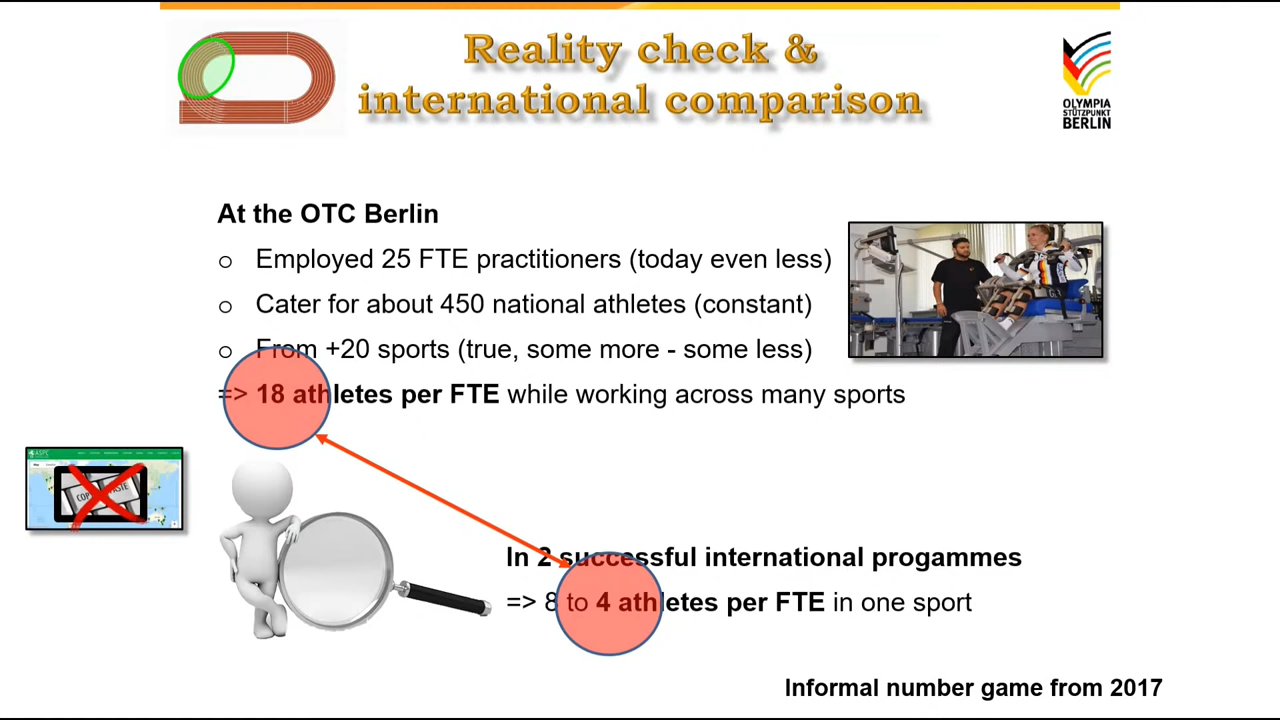 Reality check &
international comparison
OLYMPIA
STÜTZPUNKT
BERLIN
At the OTC Berlin
o Employed 25 FTE practitioners (today even less)
o Cater for about 450 national athletes (constant)
o From +20 sports (true, some more - some less)
=> 18 athletes per FTE while working across many sports
ASPC
COPY PASTE
In 2 successful international progammes
=> 8 to 4 athletes per FTE in one sport
Informal number game from 2017